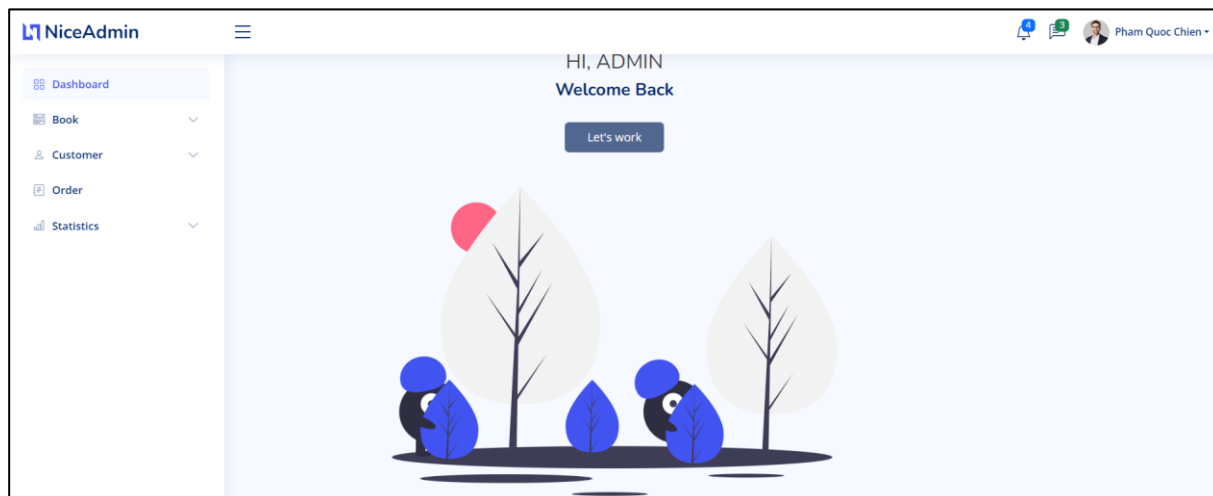 NiceAdmin
4
3
Pham Quoc Chien
Dashboard
Book
Customer
Order
Statistics
HI, ADMIN
Welcome Back
Let's work